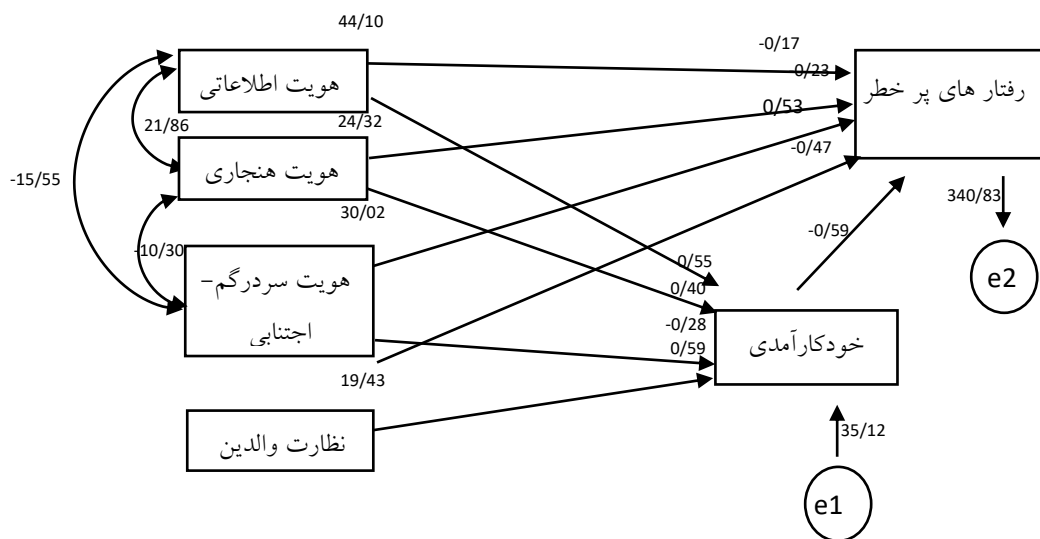 44/10
-0/17
هویت اطلاعاتی
0/23
رفتار های پر خطر
24/32
0/53
21/86
هویت هنجاری
-0/47
-15/55
30/02
340/83
-10/30
-0/59
هویت سردرگم-
اجتنابی
0/55
0/40
e2
-0/28
خودکارآمدی
0/59
19/43
نظارت والدین
35/12
e1